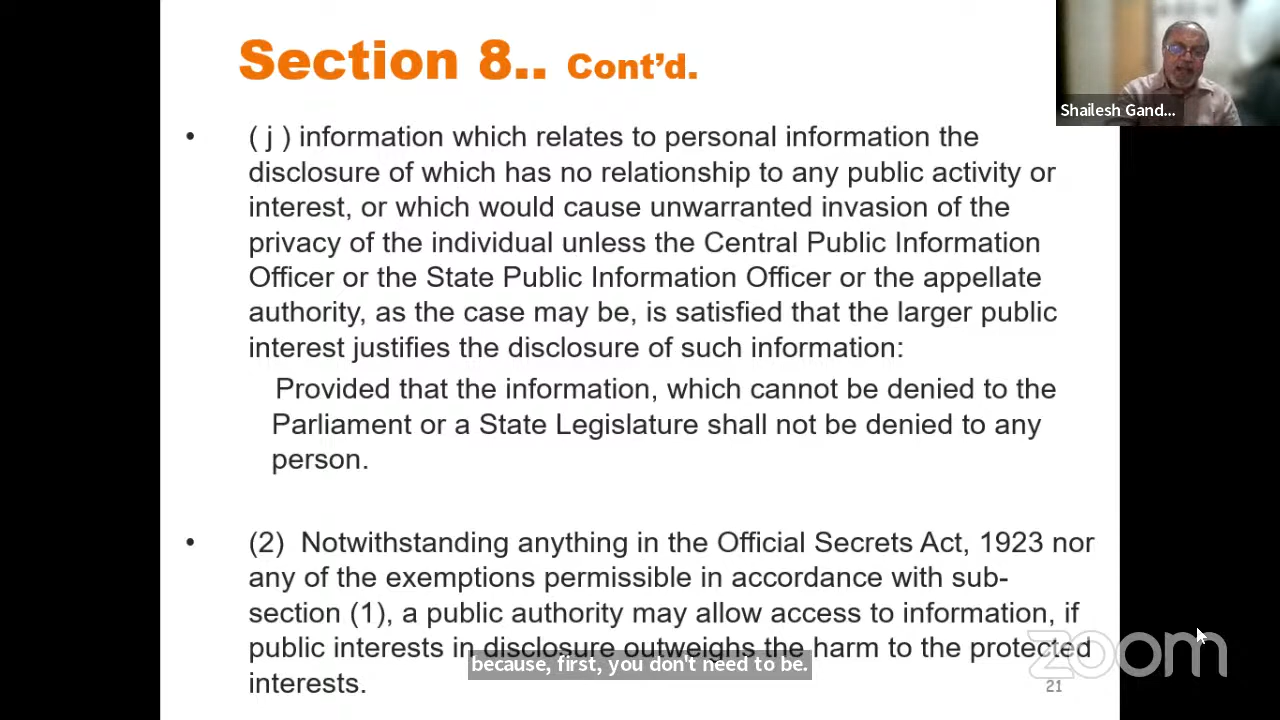 Section 8.. Cont'd.
Shailesh Gand...
• ( j ) information which relates to personal information the
disclosure of which has no relationship to any public activity or
interest, or which would cause unwarranted invasion of the
privacy of the individual unless the Central Public Information
Officer or the State Public Information Officer or the appellate
authority, as the case may be, is satisfied that the larger public
interest justifies the disclosure of such information:
Provided that the information, which cannot be denied to the
Parliament or a State Legislature shall not be denied to any
person.
• (2) Notwithstanding anything in the Official Secrets Act, 1923 nor
any of the exemptions permissible in accordance with sub-
section (1), a public authority may allow access to information, if
public interests in disclosure outweighs the harm to the protected
interests.
because, first, you don't need to be.
zoom
21